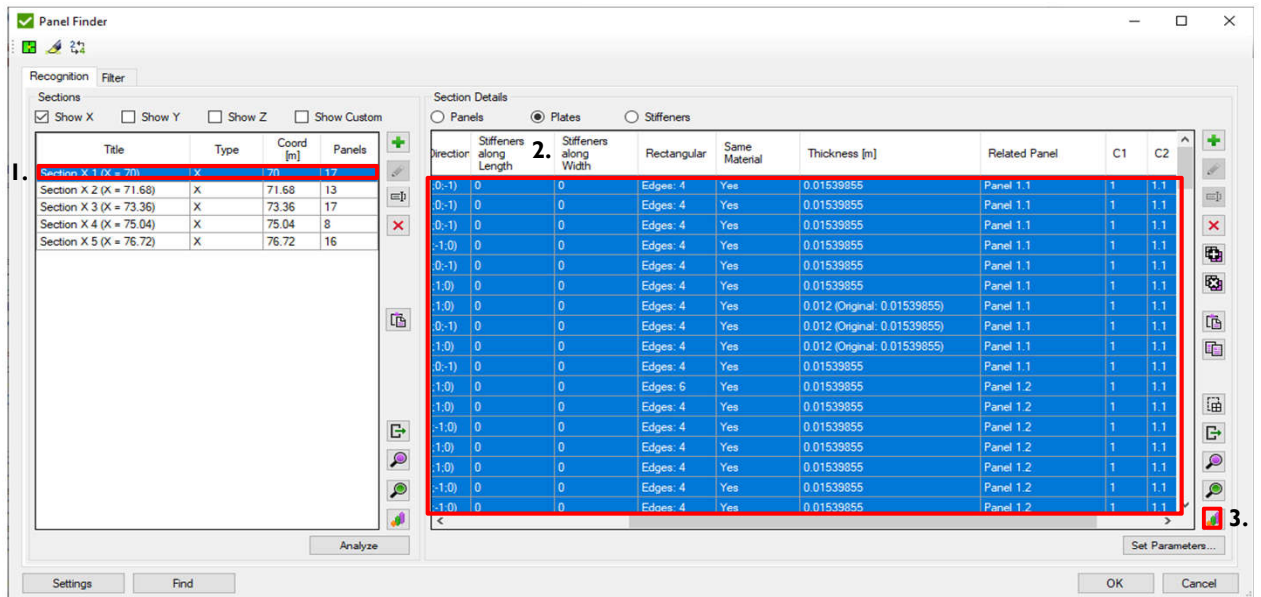 Panel Finder
Recognition Filter
Sections
Show X Show Y Show Z Show Custom
Title Type Coord [m] Panels
1. Section X 1 (X = 70) X 70 17
Section X 2 (X = 71.68) X 71.68 13
Section X 3 (X = 73.36) X 73.36 17
Section X 4 (X = 75.04) X 75.04 8
Section X 5 (X = 76.72) X 76.72 16
Analyze
Section Details
Panels Plates Stiffeners
2.
Direction Stiffeners along Length Stiffeners along Width Rectangular Same Material Thickness [m] Related Panel C1 C2
;0;-1) 0 0 Edges: 4 Yes 0.01539855 Panel 1.1 1 1.1
;0;-1) 0 0 Edges: 4 Yes 0.01539855 Panel 1.1 1 1.1
;0;-1) 0 0 Edges: 4 Yes 0.01539855 Panel 1.1 1 1.1
;-1;0) 0 0 Edges: 4 Yes 0.01539855 Panel 1.1 1 1.1
;0;-1) 0 0 Edges: 4 Yes 0.01539855 Panel 1.1 1 1.1
;1;0) 0 0 Edges: 4 Yes 0.01539855 Panel 1.1 1 1.1
;1;0) 0 0 Edges: 4 Yes 0.012 (Original: 0.01539855) Panel 1.1 1 1.1
;0;-1) 0 0 Edges: 4 Yes 0.012 (Original: 0.01539855) Panel 1.1 1 1.1
;1;0) 0 0 Edges: 4 Yes 0.012 (Original: 0.01539855) Panel 1.1 1 1.1
;0;-1) 0 0 Edges: 4 Yes 0.01539855 Panel 1.1 1 1.1
;1;0) 0 0 Edges: 6 Yes 0.01539855 Panel 1.2 1 1.1
;1;0) 0 0 Edges: 4 Yes 0.01539855 Panel 1.2 1 1.1
;-1;0) 0 0 Edges: 4 Yes 0.01539855 Panel 1.2 1 1.1
;1;0) 0 0 Edges: 4 Yes 0.01539855 Panel 1.2 1 1.1
;1;0) 0 0 Edges: 4 Yes 0.01539855 Panel 1.2 1 1.1
;-1;0) 0 0 Edges: 4 Yes 0.01539855 Panel 1.2 1 1.1
;-1;0) 0 0 Edges: 4 Yes 0.01539855 Panel 1.2 1 1.1
3.
Set Parameters...
Settings Find OK Cancel